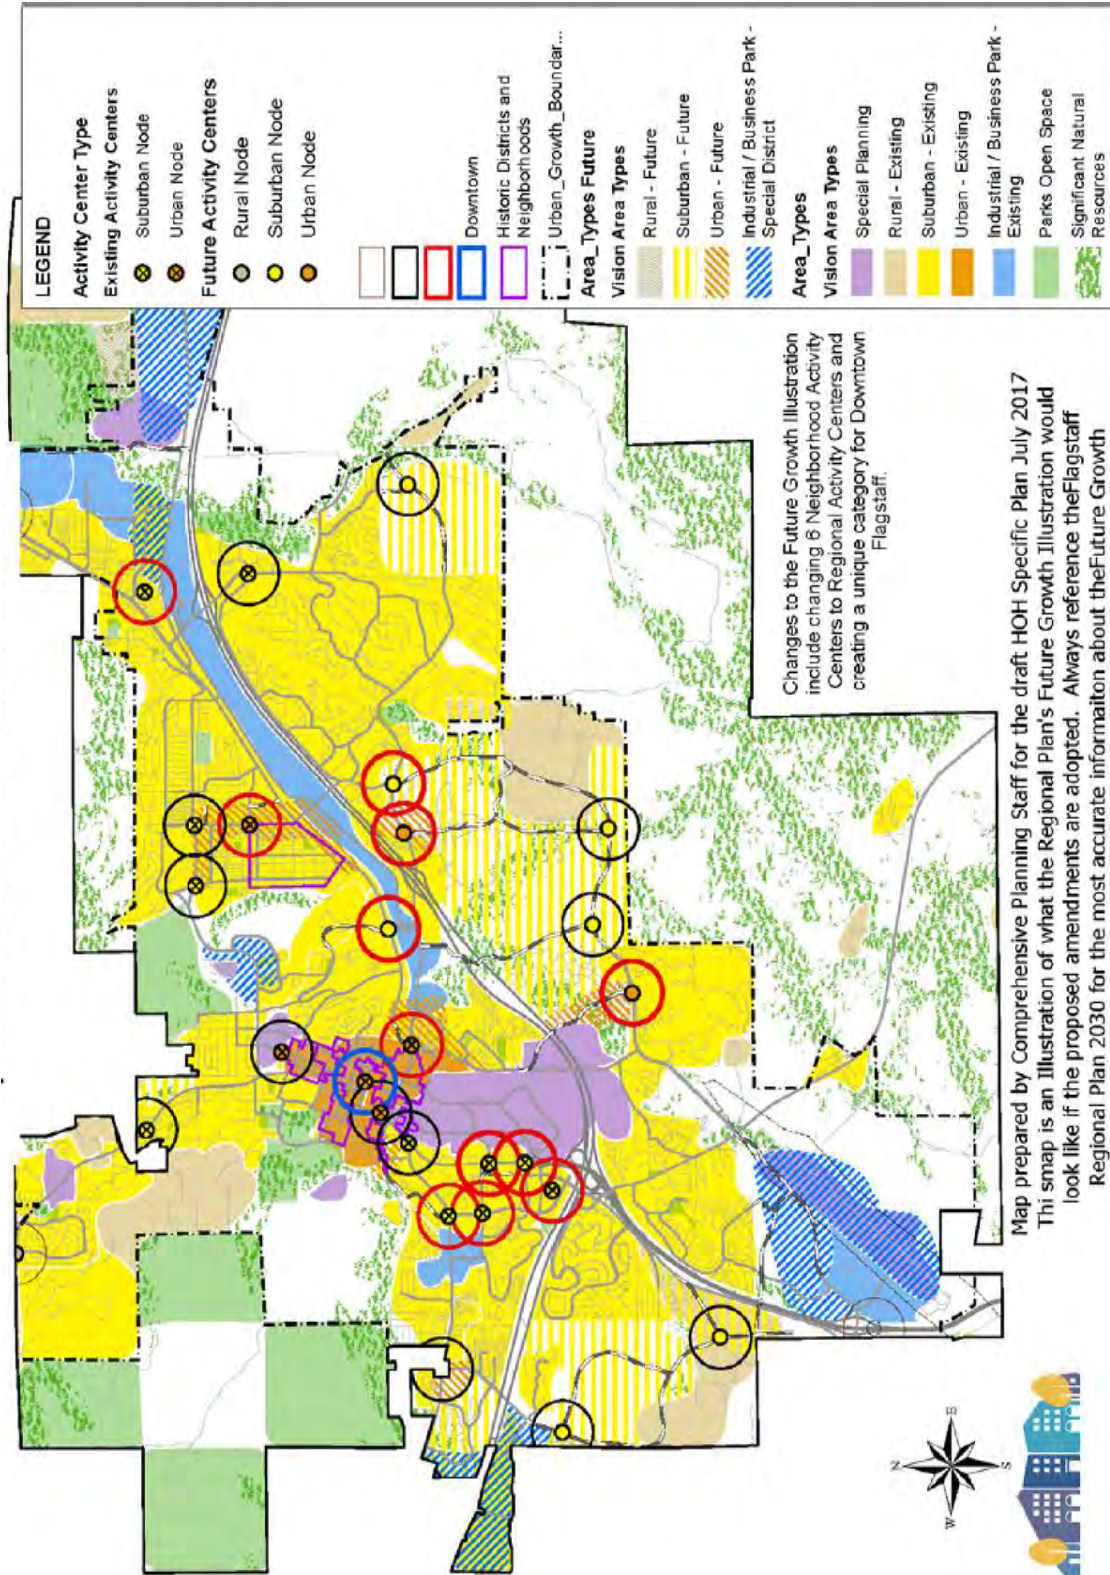 LEGEND
Activity Center Type
Existing Activity Centers
Suburban Node
Urban Node
Future Activity Centers
Rural Node
Suburban Node
Urban Node
Downtown
Historic Districts and
Neighborhoods
Urban_Growth_Boundar...
Area_Types Future
Vision Area Types
Rural - Future
Suburban - Future
Urban - Future
Industrial / Business Park -
Special District
Area_Types
Vision Area Types
Special Planning
Rural - Existing
Suburban - Existing
Urban - Existing
Industrial / Business Park -
Existing
Parks Open Space
Significant Natural
Resources
Changes to the Future Growth Illustration
include changing 6 Neighborhood Activity
Centers to Regional Activity Centers and
creating a unique category for Downtown
Flagstaff.
Map prepared by Comprehensive Planning Staff for the draft HOH Specific Plan July 2017
Thi smap is an Illustration of what the Regional Plan's Future Growth Illustration would
look like if the proposed amendments are adopted. Always reference theFlagstaff
Regional Plan 2030 for the most accurate informaiton about theFuture Growth
N
E
S
W